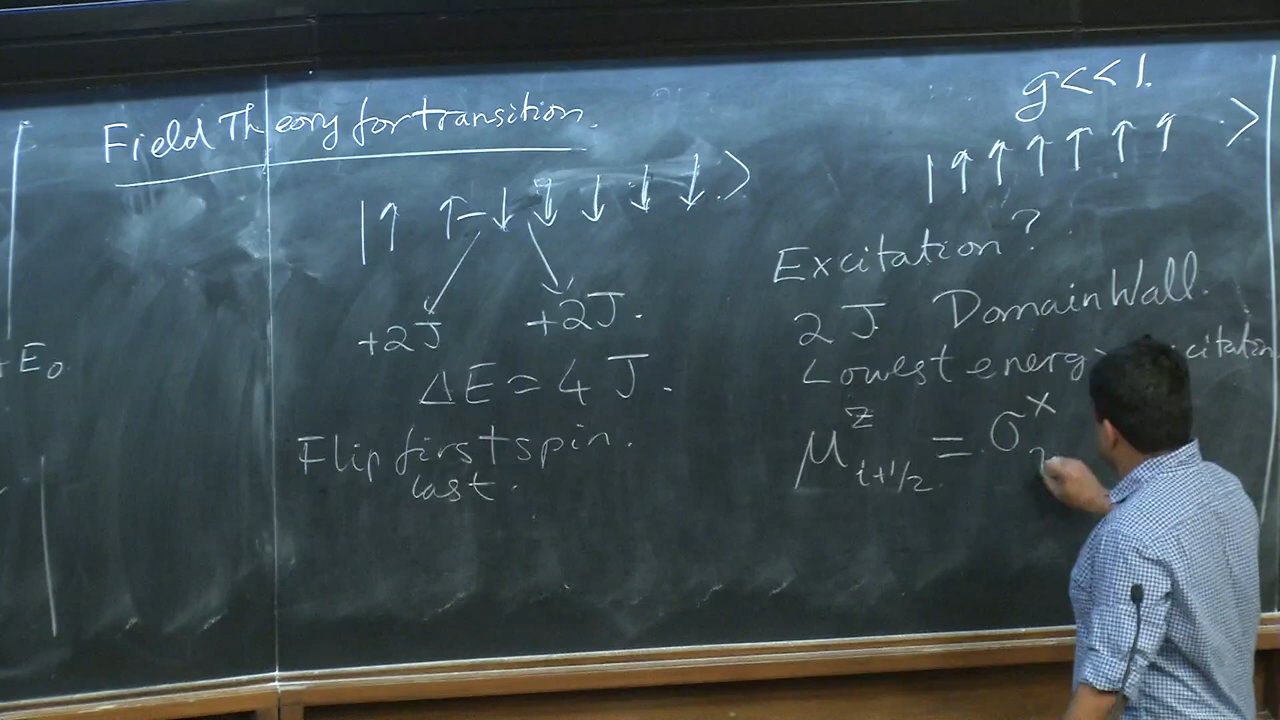 Field Theory for transition.
|↑ ↑-↓ ↓ ↓ ↓ ↓.>
+2J +2J.
ΔE = 4J.
Flip first spin.
last.
+E₀
g<<1.
|↑↑↑↑↑↑ .>
Excitation?
2J Domain Wall.
Lowest energy
μ^z_{i+1/2} = σ^x